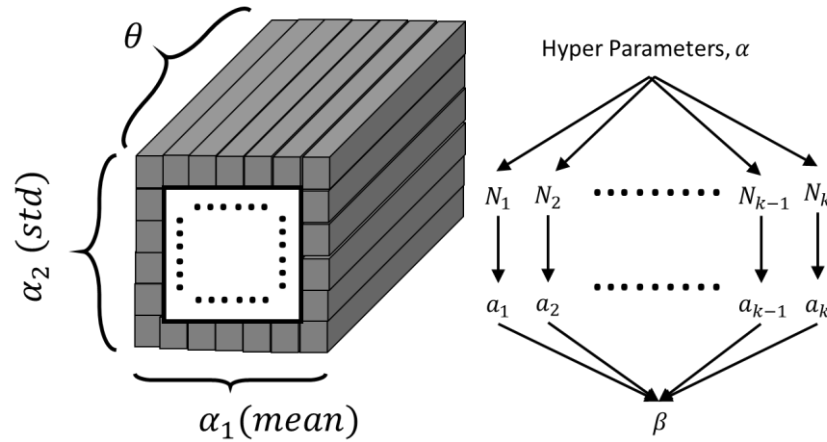 θ
α₂ (std)
α₁(mean)
Hyper Parameters, α
N₁ N₂ ......... Nₖ₋₁ Nₖ
a₁ a₂ ......... aₖ₋₁ aₖ
β